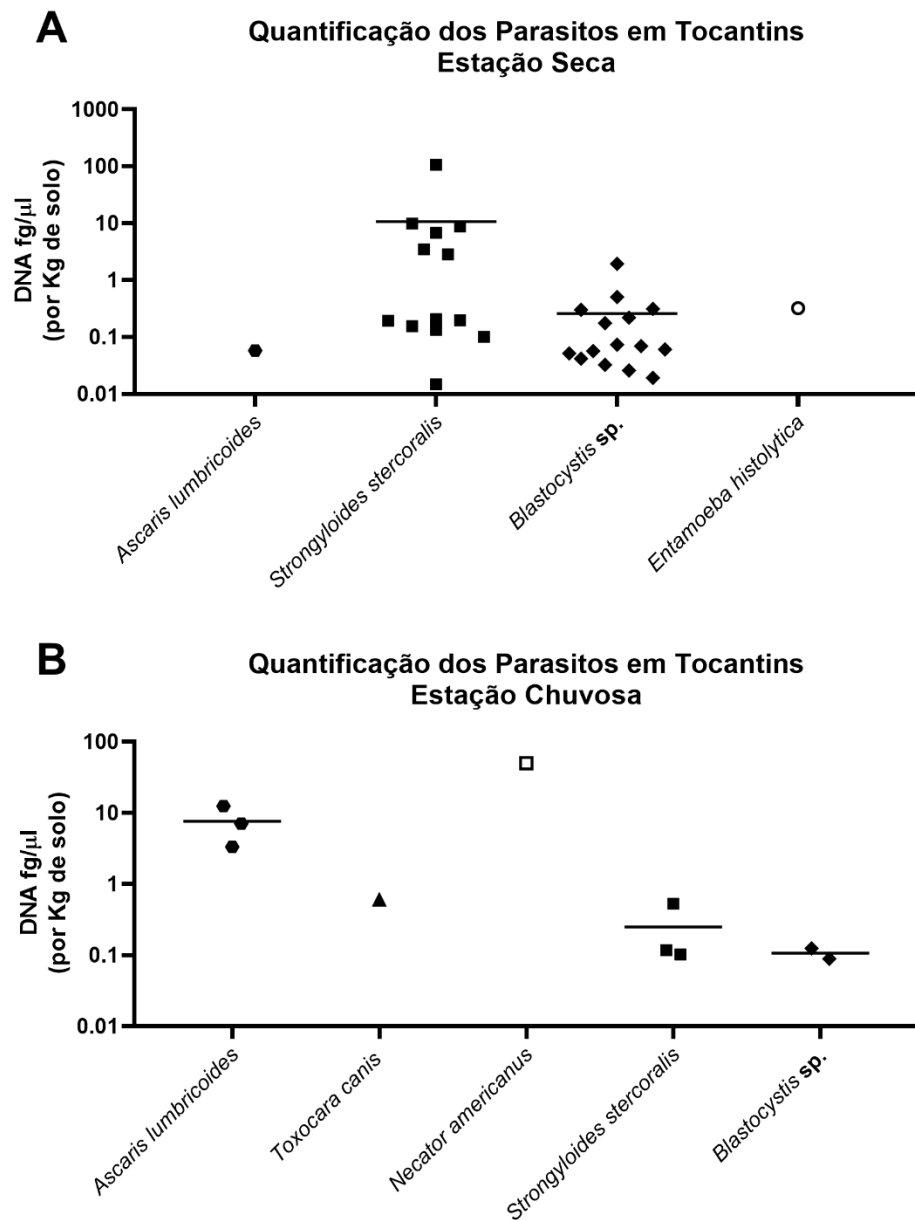 A
Quantificação dos Parasitos em Tocantins
Estação Seca
DNA fg/µl
(por Kg de solo)
1000
100
10
1
0.1
0.01
Ascaris lumbricoides
Strongyloides stercoralis
Blastocystis sp.
Entamoeba histolytica
B
Quantificação dos Parasitos em Tocantins
Estação Chuvosa
DNA fg/µl
(por Kg de solo)
100
10
1
0.1
0.01
Ascaris lumbricoides
Toxocara canis
Necator americanus
Strongyloides stercoralis
Blastocystis sp.